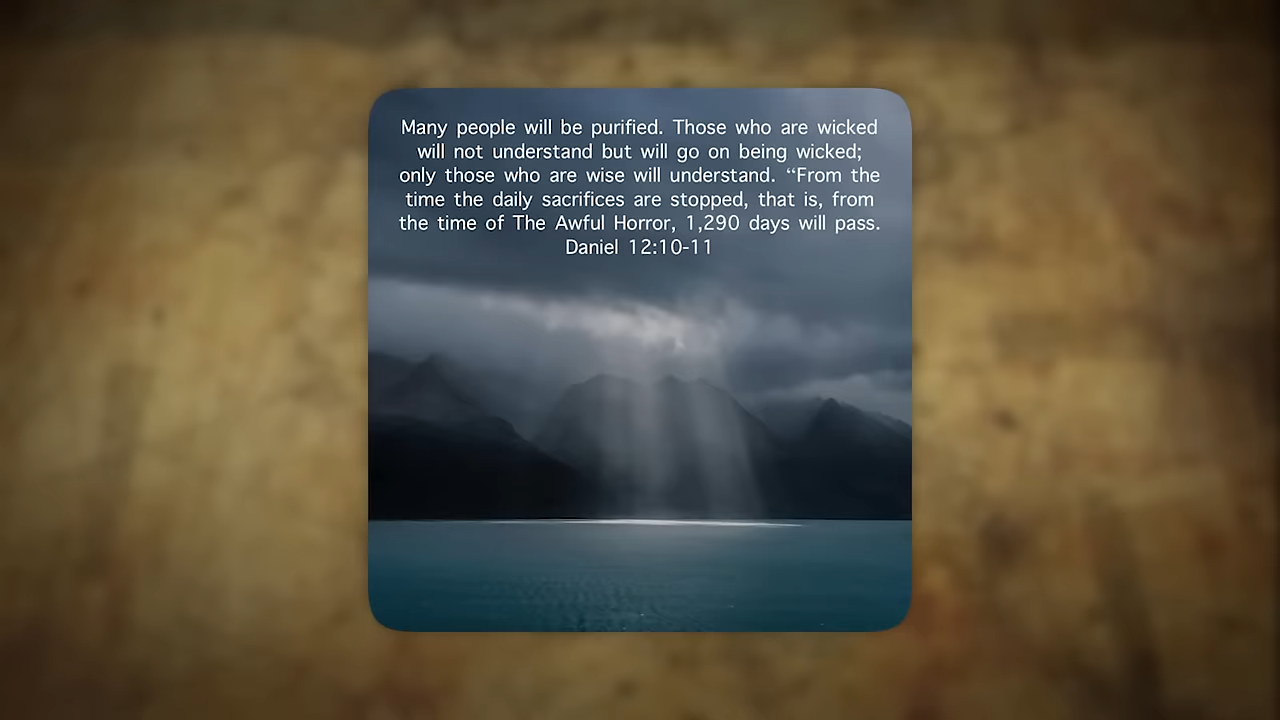 Many people will be purified. Those who are wicked
will not understand but will go on being wicked;
only those who are wise will understand. “From the
time the daily sacrifices are stopped, that is, from
the time of The Awful Horror, 1,290 days will pass.
Daniel 12:10-11